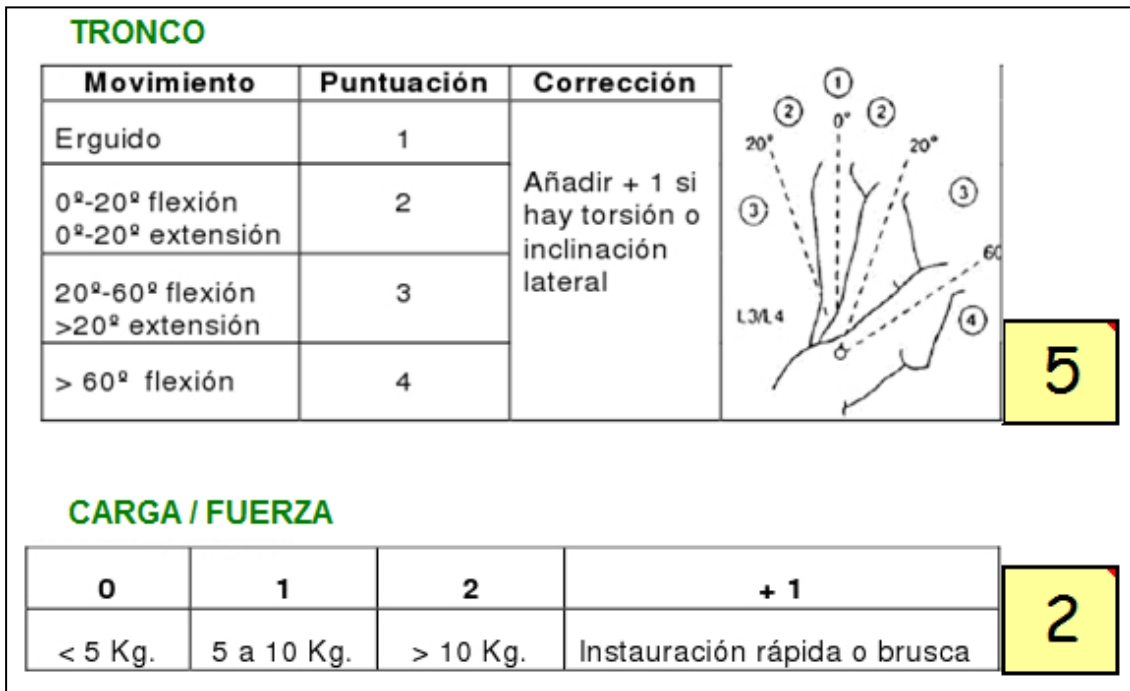 TRONCO
Movimiento Puntuación Corrección
Erguido 1
0º-20º flexión
0º-20º extensión
2
20º-60º flexión
>20º extensión
3
> 60º flexión 4
Añadir + 1 si
hay torsión o
inclinación
lateral
1
2 0° 2
20° 20°
3 3
60
L3/L4 4
5
CARGA / FUERZA
0 1 2 + 1
< 5 Kg. 5 a 10 Kg. > 10 Kg. Instauración rápida o brusca
2